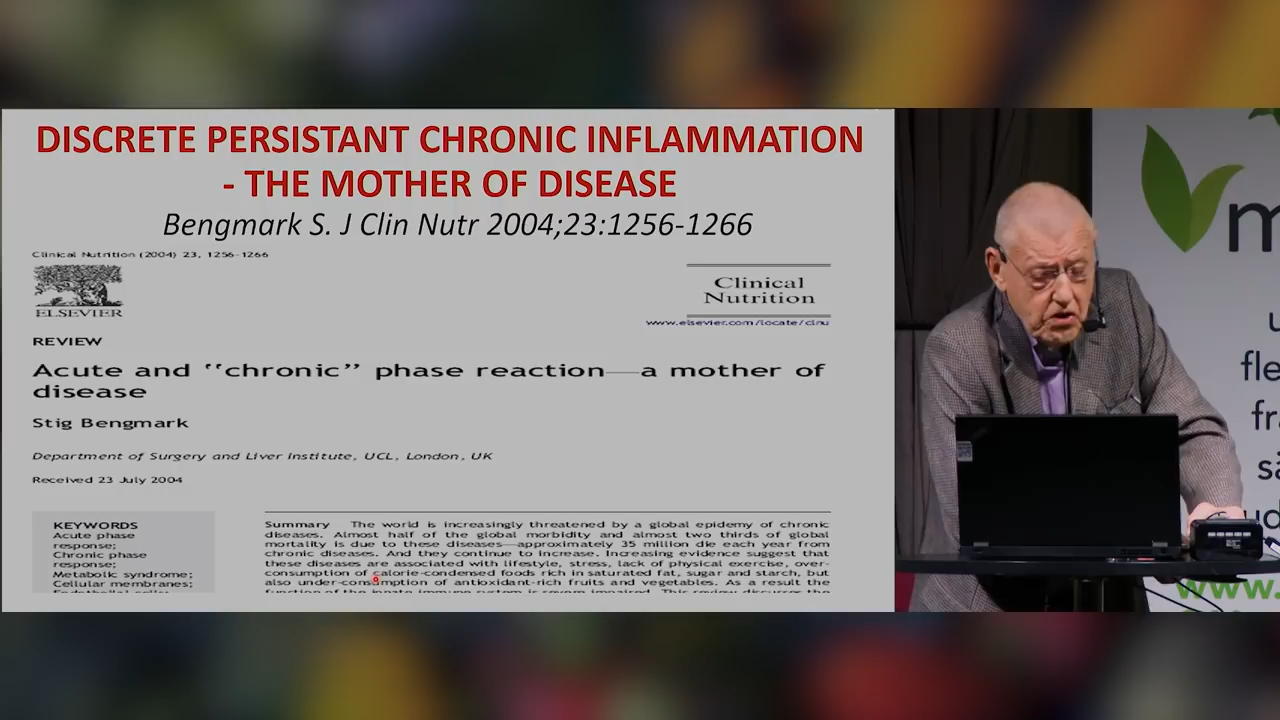 DISCRETE PERSISTANT CHRONIC INFLAMMATION
- THE MOTHER OF DISEASE
Bengmark S. J Clin Nutr 2004;23:1256-1266
Clinical Nutrition (2004) 23, 1256–1266
ELSEVIER
Clinical
Nutrition
www.elsevier.com/locate/clnu
REVIEW
Acute and ‘‘chronic’’ phase reaction—a mother of
disease
Stig Bengmark
Department of Surgery and Liver Institute, UCL, London, UK
Received 23 July 2004
KEYWORDS
Acute phase
response;
Chronic phase
response;
Metabolic syndrome;
Cellular membranes;
Summary The world is increasingly threatened by a global epidemy of chronic
diseases. Almost half of the global morbidity and almost two thirds of global
mortality is due to these diseases—approximately 35 million die each year from
chronic diseases. And they continue to increase. Increasing evidence suggest that
these diseases are associated with lifestyle, stress, lack of physical exercise, over-
consumption of calorie-condensed foods rich in saturated fat, sugar and starch, but
also under-consumption of antioxidant-rich fruits and vegetables. As a result the
m
u
fle
fra
så
ud
www.